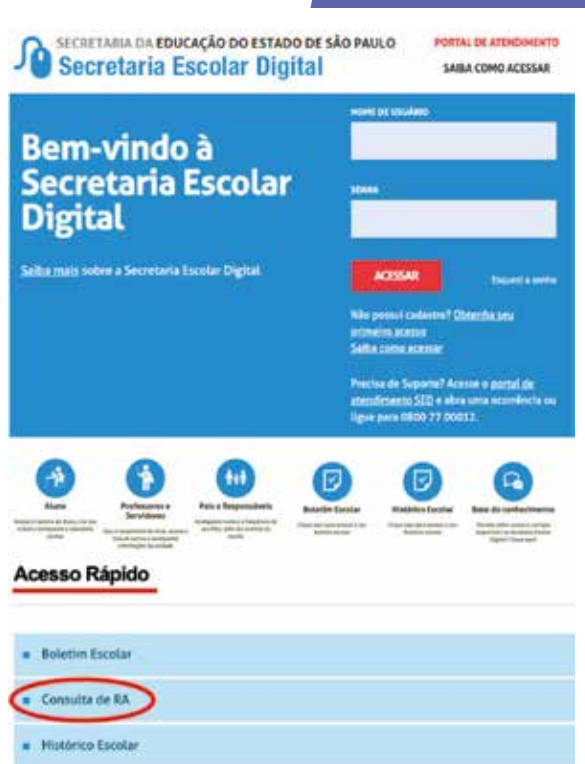 SECRETARIA DA EDUCAÇÃO DO ESTADO DE SÃO PAULO
Secretaria Escolar Digital
PORTAL DE ATENDIMENTO
SAIBA COMO ACESSAR
Bem-vindo à
Secretaria Escolar
Digital
Saiba mais sobre a Secretaria Escolar Digital
NOME DE USUÁRIO
SENHA
ACESSAR
Esqueci a senha
Não possui cadastro? Obtenha seu
primeiro acesso
Saiba como acessar
Precisa de Suporte? Acesse o portal de
atendimento SED e abra uma ocorrência ou
ligue para 0800 77 00012.
Aluno
Professores e
Servidores
Pais e Responsáveis
Boletim Escolar
Histórico Escolar
Base do conhecimento
Acesso Rápido
Boletim Escolar
Consulta de RA
Histórico Escolar